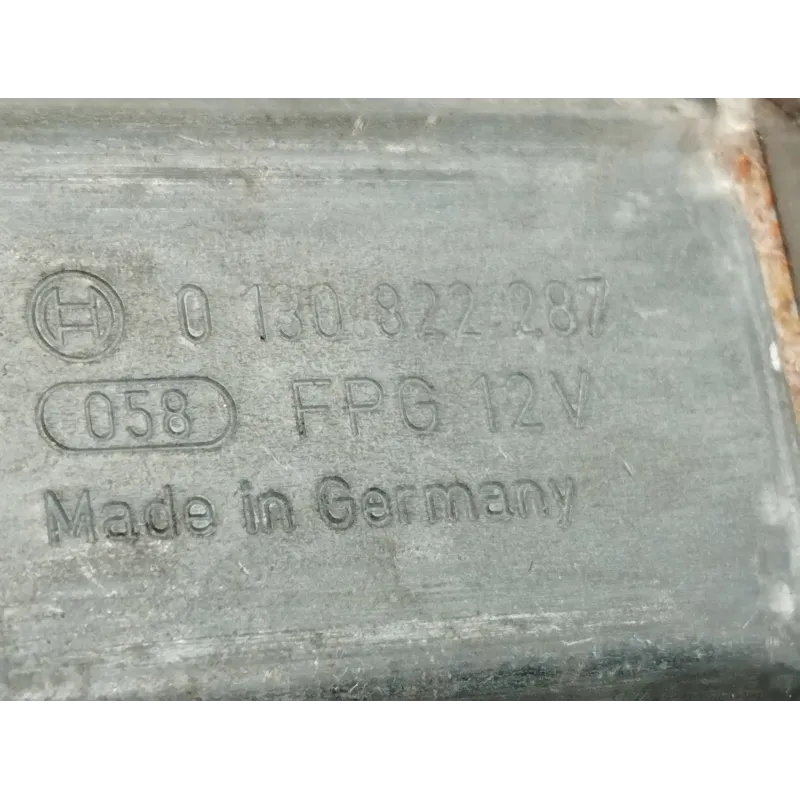 0 130 822 287
058 FPG 12V
Made in Germany